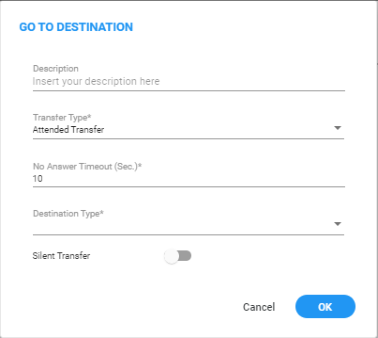 GO TO DESTINATION
Description
Insert your description here
Transfer Type*
Attended Transfer
No Answer Timeout (Sec.)*
10
Destination Type*
Silent Transfer
Cancel
OK